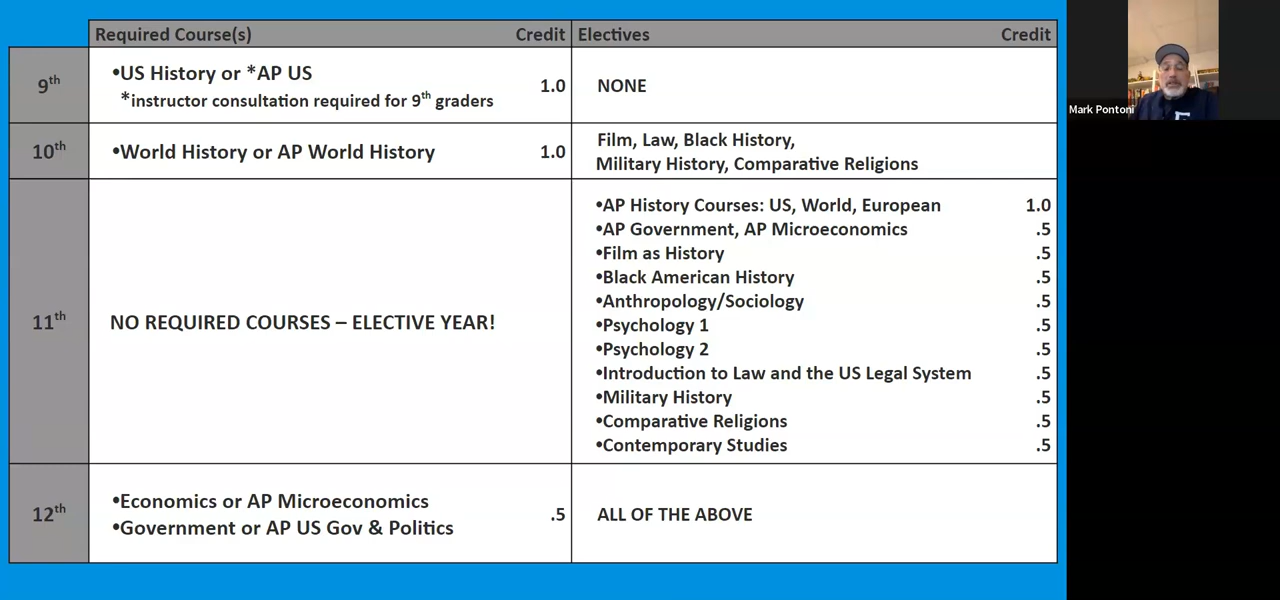 Required Course(s) Credit Electives Credit
9th
•US History or *AP US
*instructor consultation required for 9th graders
1.0
NONE
10th
•World History or AP World History 1.0
Film, Law, Black History,
Military History, Comparative Religions
11th
NO REQUIRED COURSES – ELECTIVE YEAR!
•AP History Courses: US, World, European 1.0
•AP Government, AP Microeconomics .5
•Film as History .5
•Black American History .5
•Anthropology/Sociology .5
•Psychology 1 .5
•Psychology 2 .5
•Introduction to Law and the US Legal System .5
•Military History .5
•Comparative Religions .5
•Contemporary Studies .5
12th
•Economics or AP Microeconomics
•Government or AP US Gov & Politics
.5
ALL OF THE ABOVE
Mark Pontoni